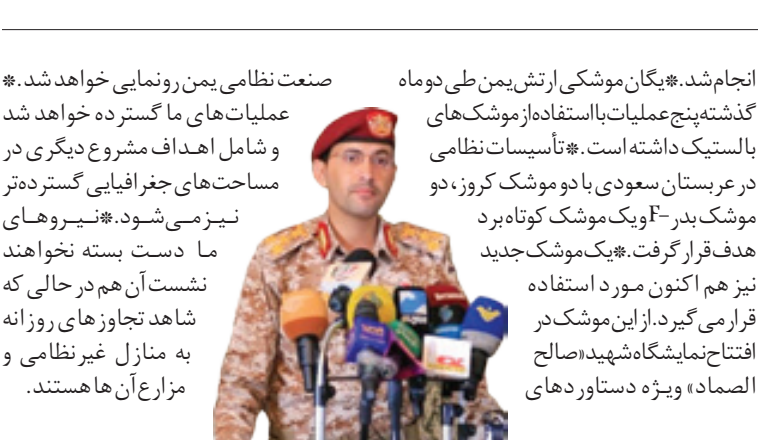 انجام‌شد.*یگان موشکی ارتش یمن طی دو ماه
گذشته پنج عملیات با استفاده از موشک‌های
بالستیک داشته است.*تأسیسات نظامی
در عربستان سعودی با دو موشک کروز، دو
موشک بدر –F و یک موشک کوتاه برد
هدف قرار گرفت.*یک موشک جدید
نیز هم اکنون مورد استفاده
قرار می‌گیرد. از این موشک در
افتتاح نمایشگاه شهید «صالح
الصماد» ویژه دستاوردهای
صنعت نظامی یمن رونمایی خواهد شد.*
عملیات‌های ما گسترده خواهد شد
و شامل اهداف مشروع دیگری در
مساحت‌های جغرافیایی گسترده‌تر
نیز می‌شود.*نیروهای
ما دست بسته نخواهند
نشست آن هم در حالی که
شاهد تجاوزهای روزانه
به منازل غیرنظامی و
مزارع آن‌ها هستند.